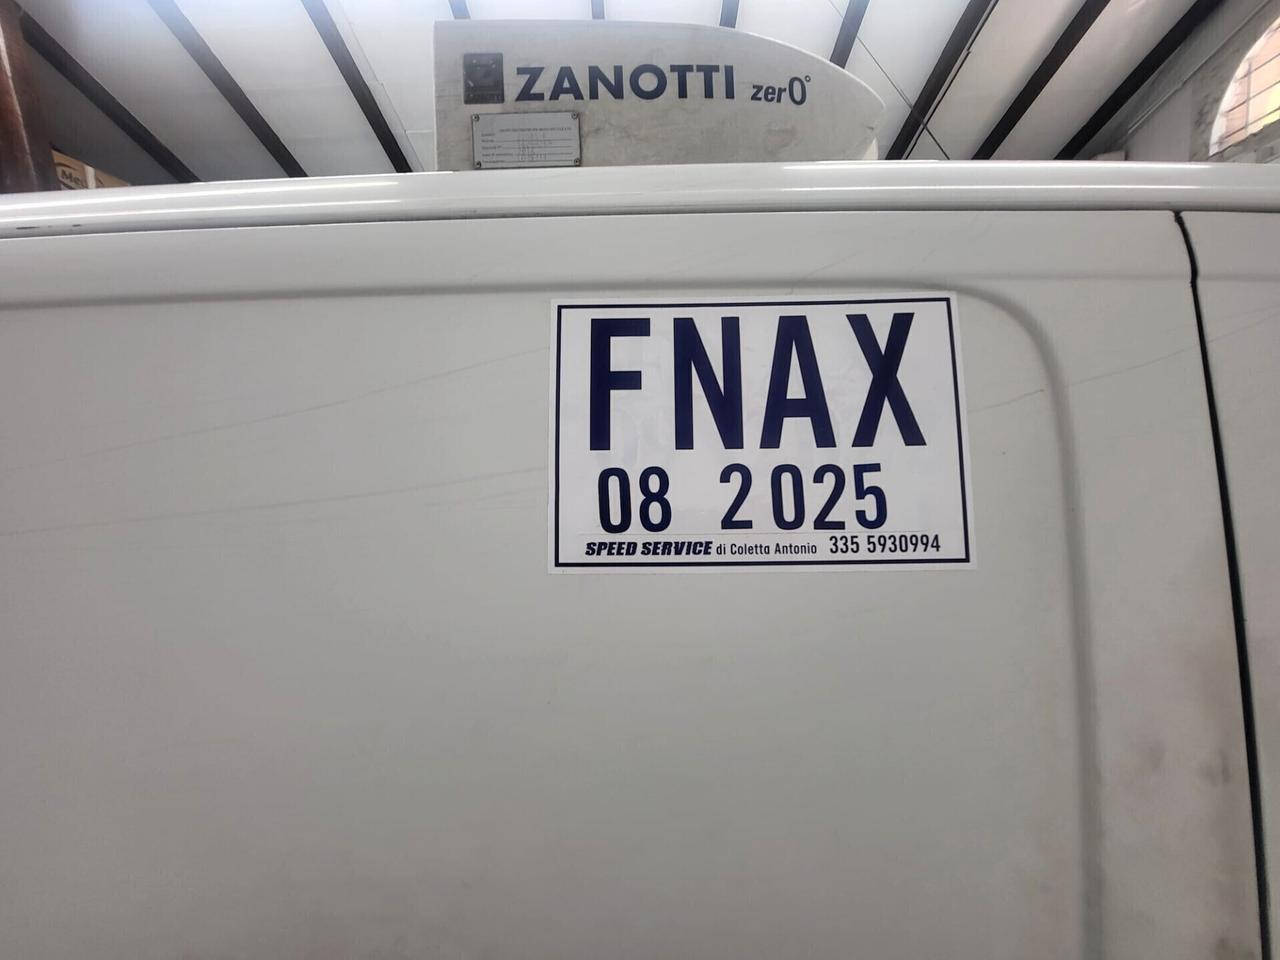 ZANOTTI zer0°
FNAX
08 2025
SPEED SERVICE di Coletta Antonio 335 5930994